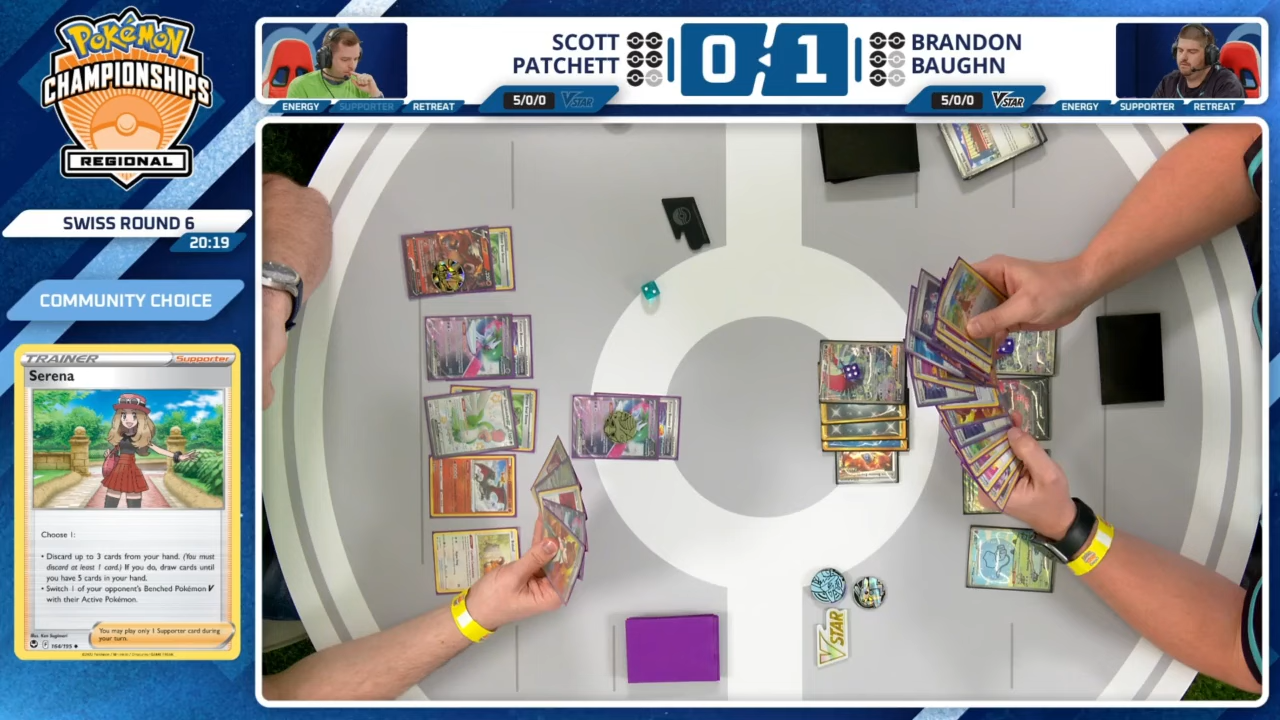 Pokémon
CHAMPIONSHIPS
REGIONAL
SWISS ROUND 6
20:19
COMMUNITY CHOICE
TRAINER
Supporter
Serena
Choose 1:
• Discard up to 3 cards from your hand. (You must
discard at least 1 card.) If you do, draw cards until
you have 5 cards in your hand.
• Switch 1 of your opponent's Benched Pokémon V
with their Active Pokémon.
You may play only 1 Supporter card during
your turn.
164/195
SCOTT
PATCHETT
0
1
BRANDON
BAUGHN
ENERGY
SUPPORTER
RETREAT
5/0/0
VSTAR
5/0/0
VSTAR
ENERGY
SUPPORTER
RETREAT
VSTAR